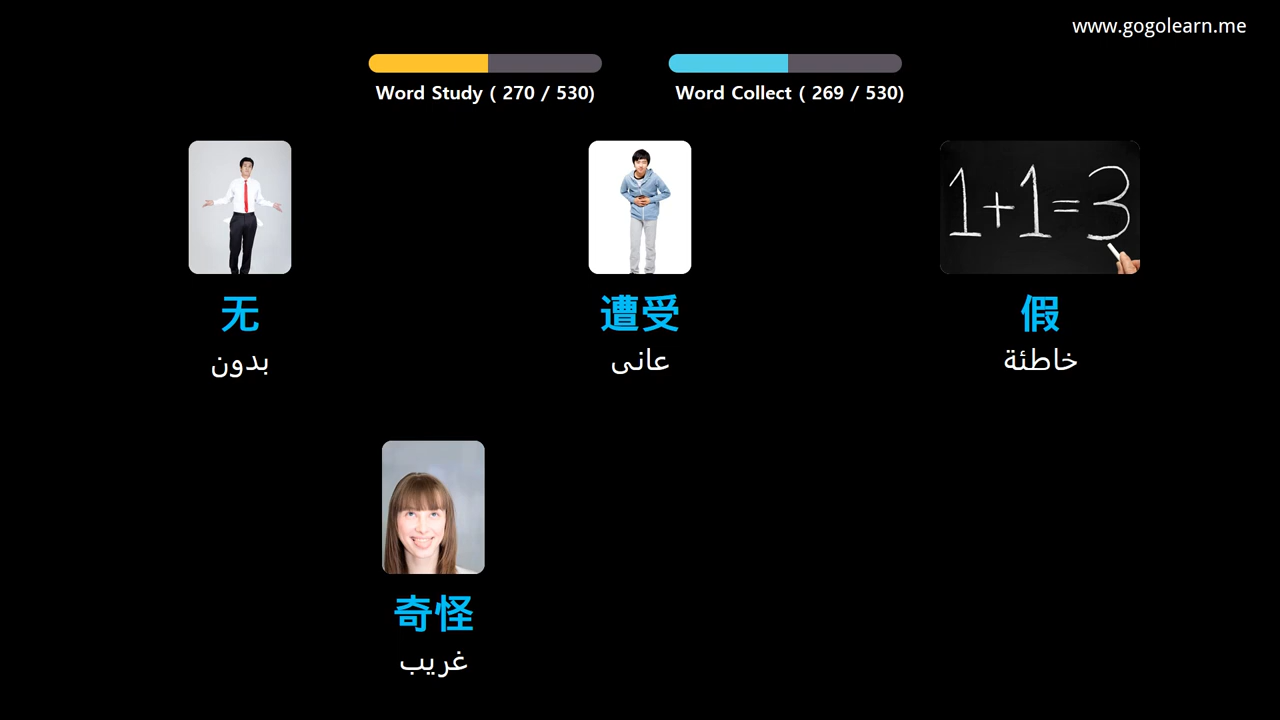 www.gogolearn.me
Word Study ( 270 / 530)
Word Collect ( 269 / 530)
1+1=3
无
遭受
假
بدون
عانى
خاطئة
奇怪
غريب